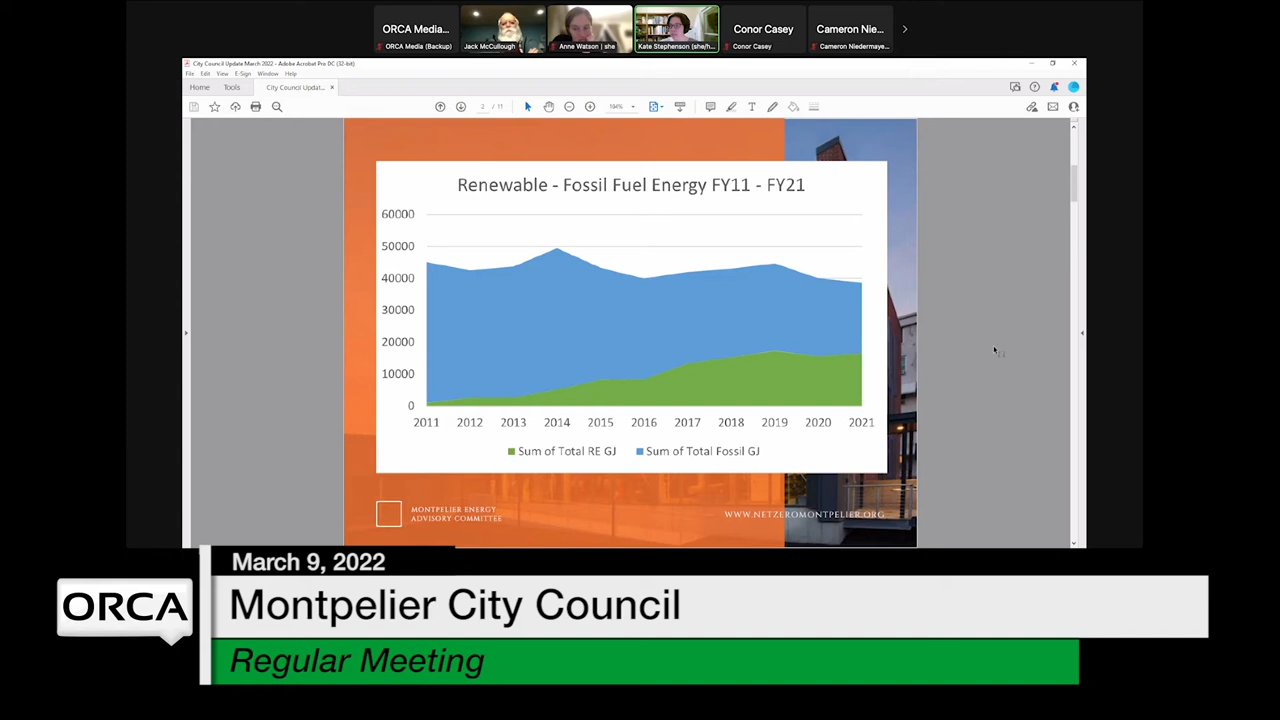 ORCA Media...
ORCA Media (Backup)
Jack McCullough
Anne Watson | she
Kate Stephenson (she/h...
Conor Casey
Conor Casey
Cameron Nie...
Cameron Niedermaye...
City Council Update March 2022 - Adobe Acrobat Pro DC (32-bit)
File Edit View E-Sign Window Help
Home Tools City Council Updat... ×
2 / 11 104%
Renewable - Fossil Fuel Energy FY11 - FY21
60000
50000
40000
30000
20000
10000
0
2011 2012 2013 2014 2015 2016 2017 2018 2019 2020 2021
Sum of Total RE GJ Sum of Total Fossil GJ
MONTPELIER ENERGY
ADVISORY COMMITTEE
WWW.NETZEROMONTPELIER.ORG
March 9, 2022
ORCA
Montpelier City Council
Regular Meeting